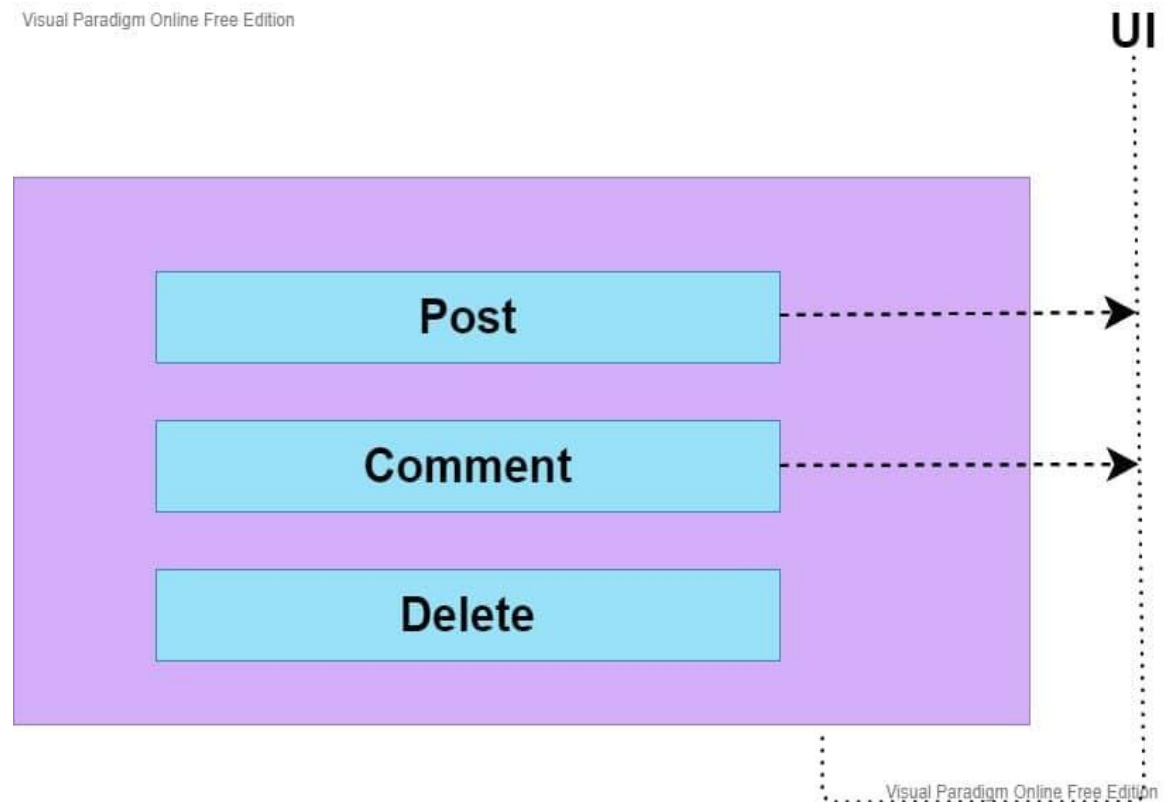 Visual Paradigm Online Free Edition
UI
Post
Comment
Delete
Visual Paradigm Online Free Edition